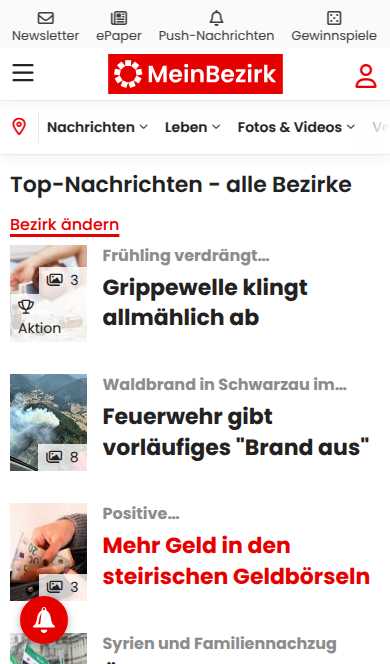 Newsletter ePaper Push-Nachrichten Gewinnspiele
MeinBezirk
Nachrichten Leben Fotos & Videos
Top-Nachrichten - alle Bezirke
Bezirk ändern
Frühling verdrängt...
3
Grippewelle klingt
allmählich ab
Aktion
Waldbrand in Schwarzau im...
Feuerwehr gibt
vorläufiges "Brand aus"
8
Positive...
Mehr Geld in den
steirischen Geldbörseln
3
Syrien und Familiennachzug